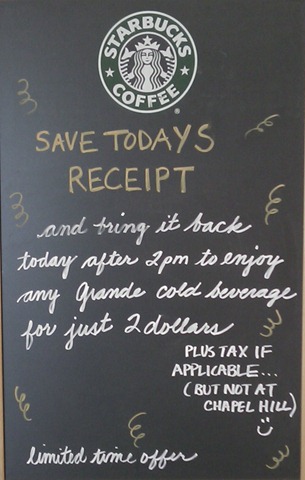 STARBUCKS
COFFEE
SAVE TODAYS
RECEIPT
and bring it back
today after 2pm to enjoy
any Grande cold beverage
for just 2 dollars
PLUS TAX IF
APPLICABLE...
(BUT NOT AT
CHAPEL HILL)
limited time offer